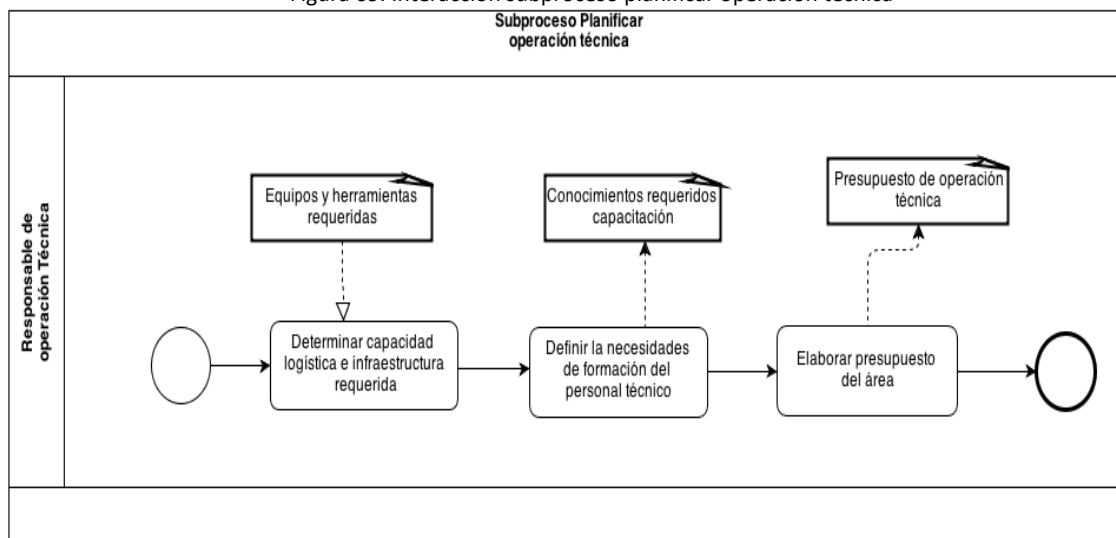 Subproceso Planificar
operación técnica
Responsable de
operación Técnica
Equipos y herramientas
requeridas
Conocimientos requeridos
capacitación
Presupuesto de operación
técnica
Determinar capacidad
logística e infraestructura
requerida
Definir la necesidades
de formación del
personal técnico
Elaborar presupuesto
del área